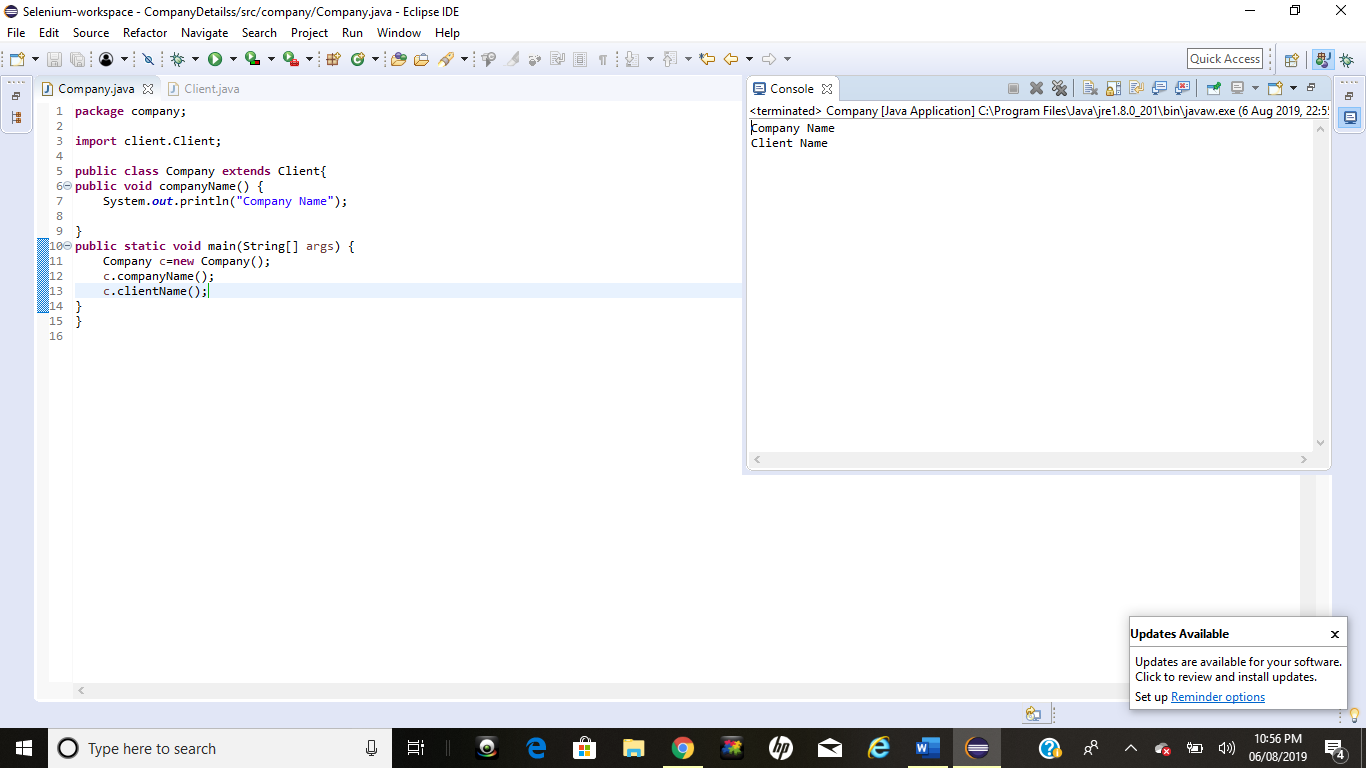 Selenium-workspace - CompanyDetailss/src/company/Company.java - Eclipse IDE
File Edit Source Refactor Navigate Search Project Run Window Help
Quick Access
Company.java
Client.java
1 package company;
2
3 import client.Client;
4
5 public class Company extends Client{
6 public void companyName() {
7 System.out.println("Company Name");
8
9 }
10 public static void main(String[] args) {
11 Company c=new Company();
12 c.companyName();
13 c.clientName();
14 }
15 }
16
Console
<terminated> Company [Java Application] C:\Program Files\Java\jre1.8.0_201\bin\javaw.exe (6 Aug 2019, 22:5
Company Name
Client Name
Updates Available x
Updates are available for your software.
Click to review and install updates.
Set up Reminder options
Type here to search
10:56 PM
06/08/2019
4